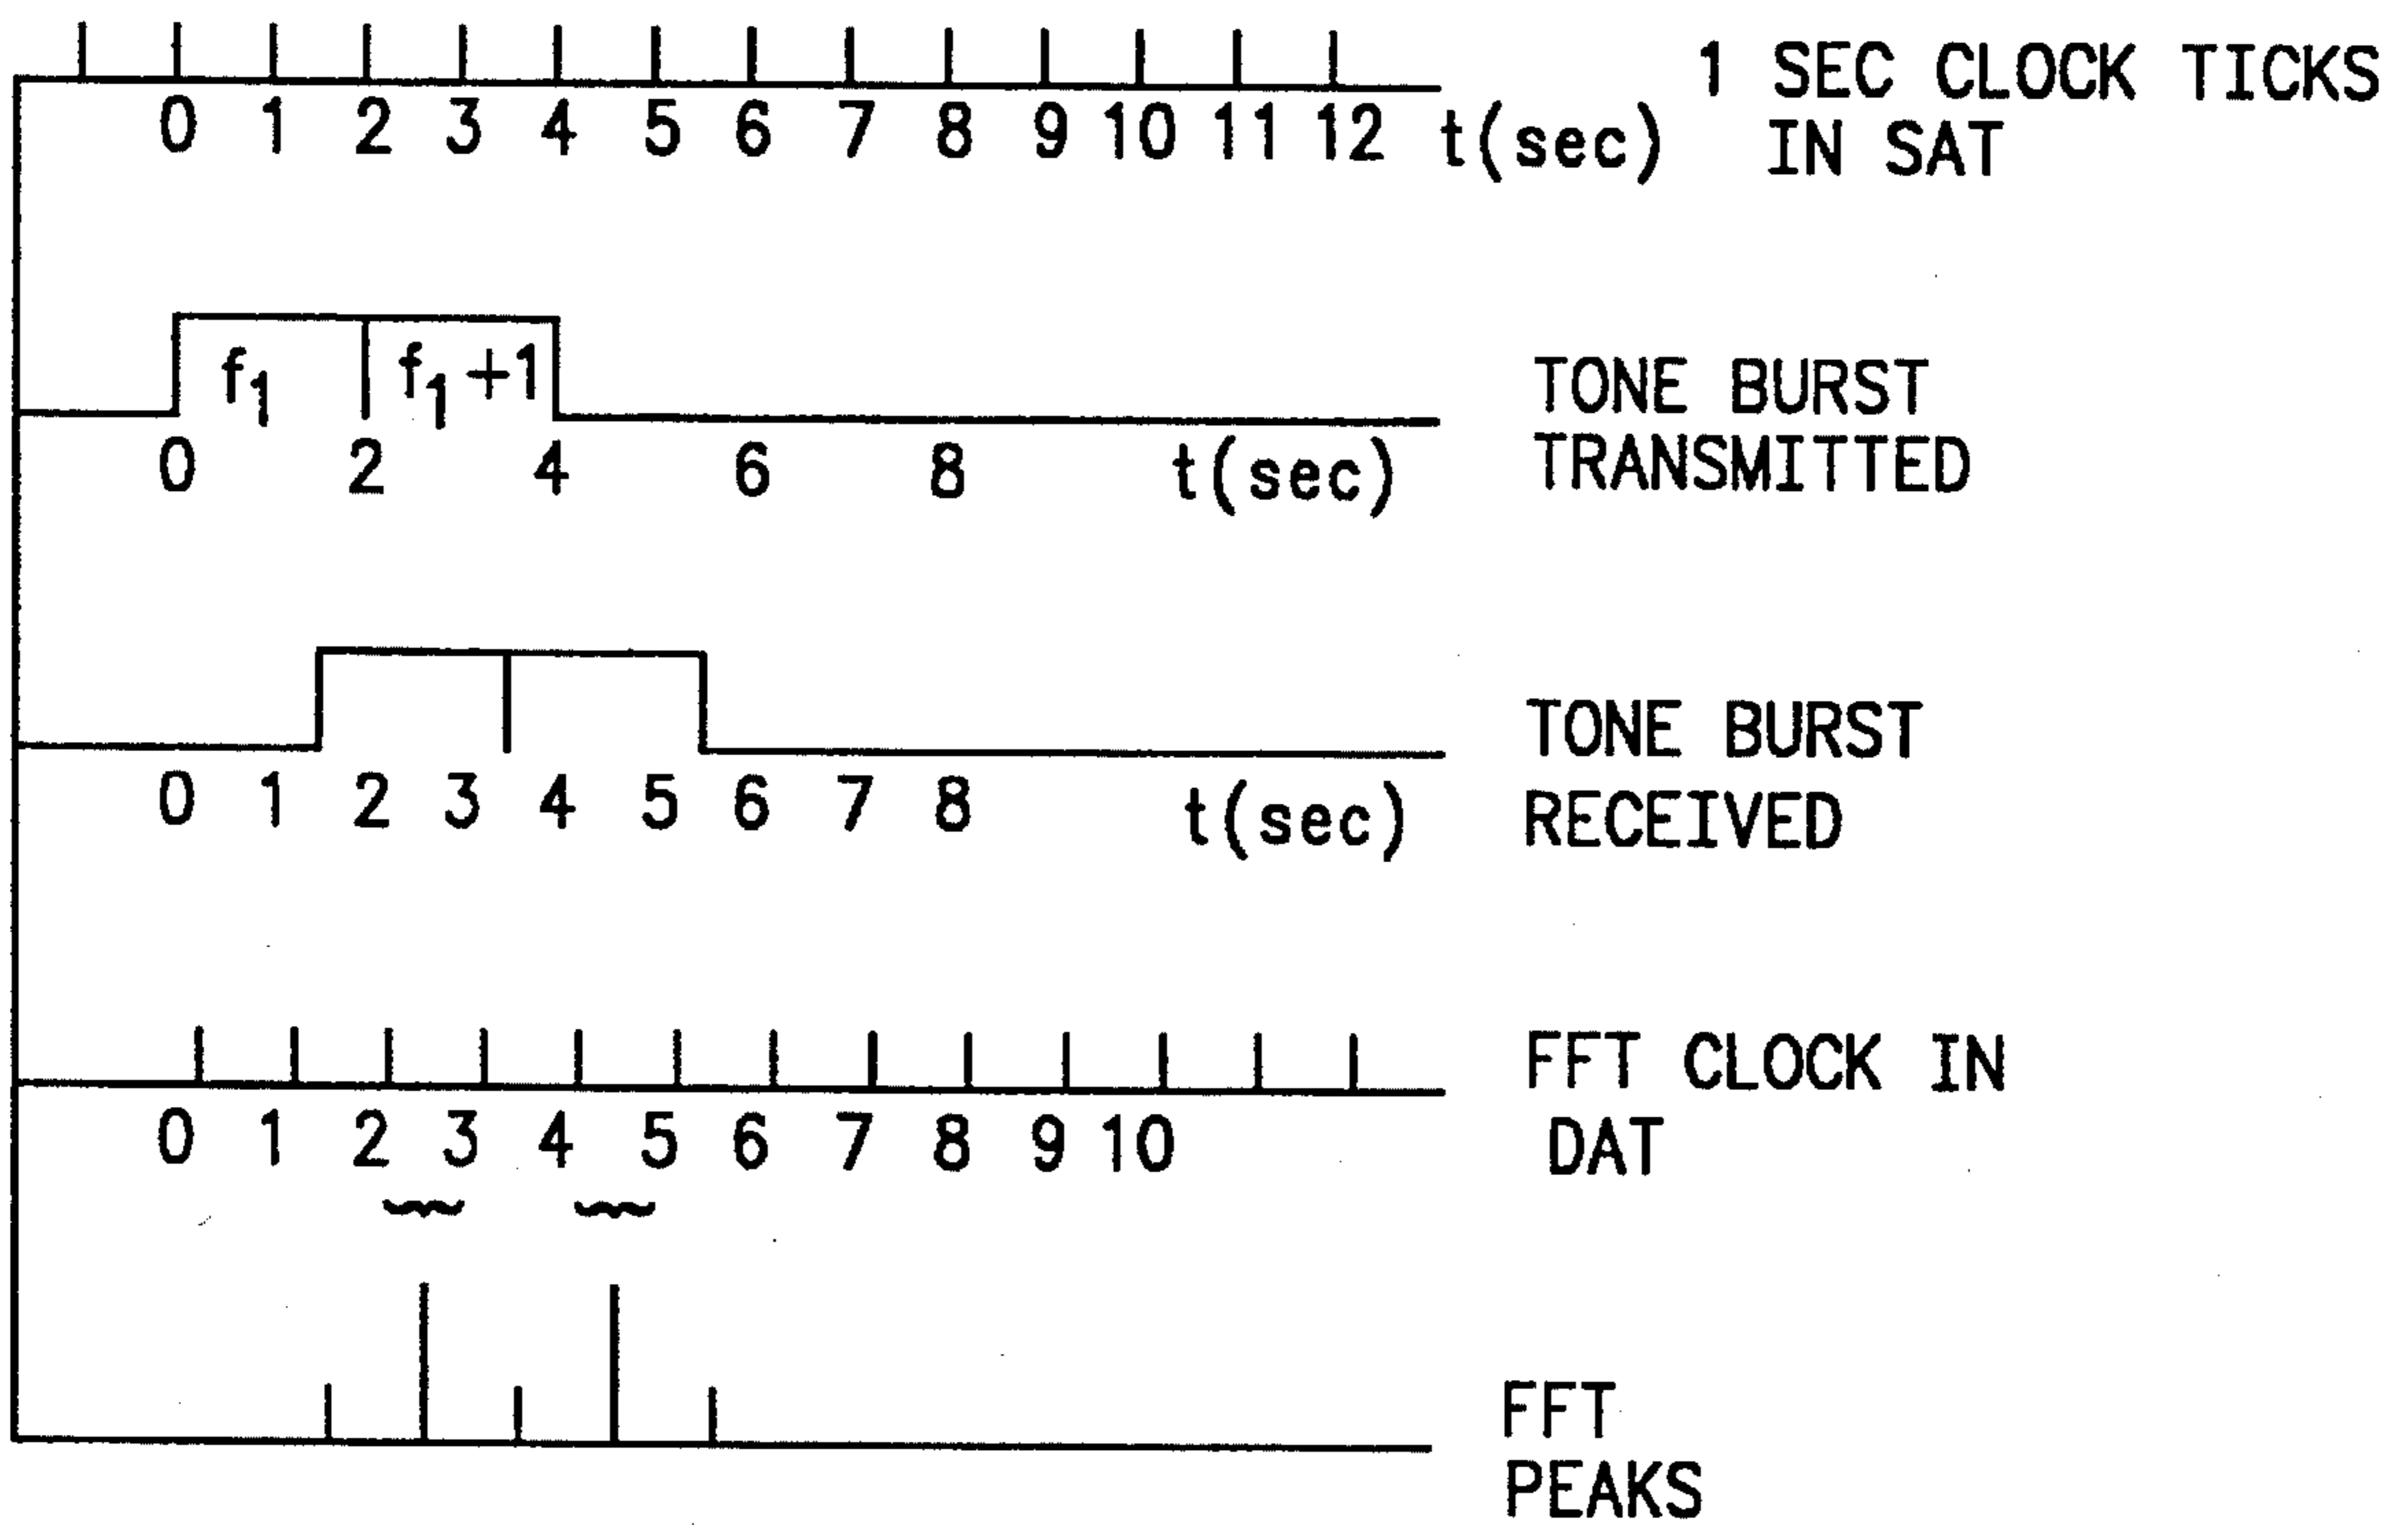 1 SEC CLOCK TICKS
0 1 2 3 4 5 6 7 8 9 10 11 12 t(sec) IN SAT
f1 f1+1
TONE BURST
0 2 4 6 8 t(sec) TRANSMITTED
TONE BURST
0 1 2 3 4 5 6 7 8 t(sec) RECEIVED
FFT CLOCK IN
0 1 2 3 4 5 6 7 8 9 10 DAT
FFT
PEAKS